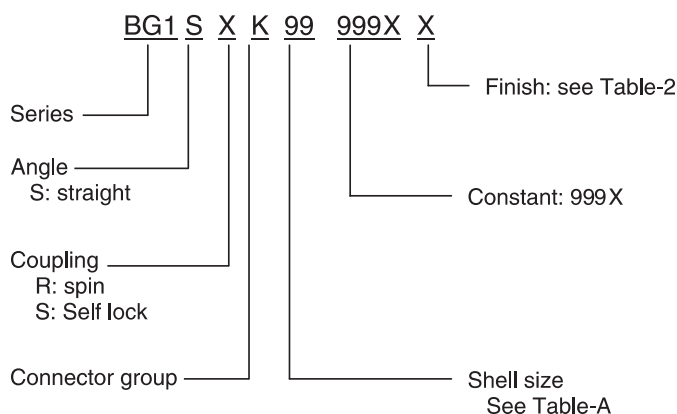 BG1 S X K 99 999X X
Finish: see Table-2
Series
Angle
S: straight
Constant: 999X
Coupling
R: spin
S: Self lock
Connector group
Shell size
See Table-A